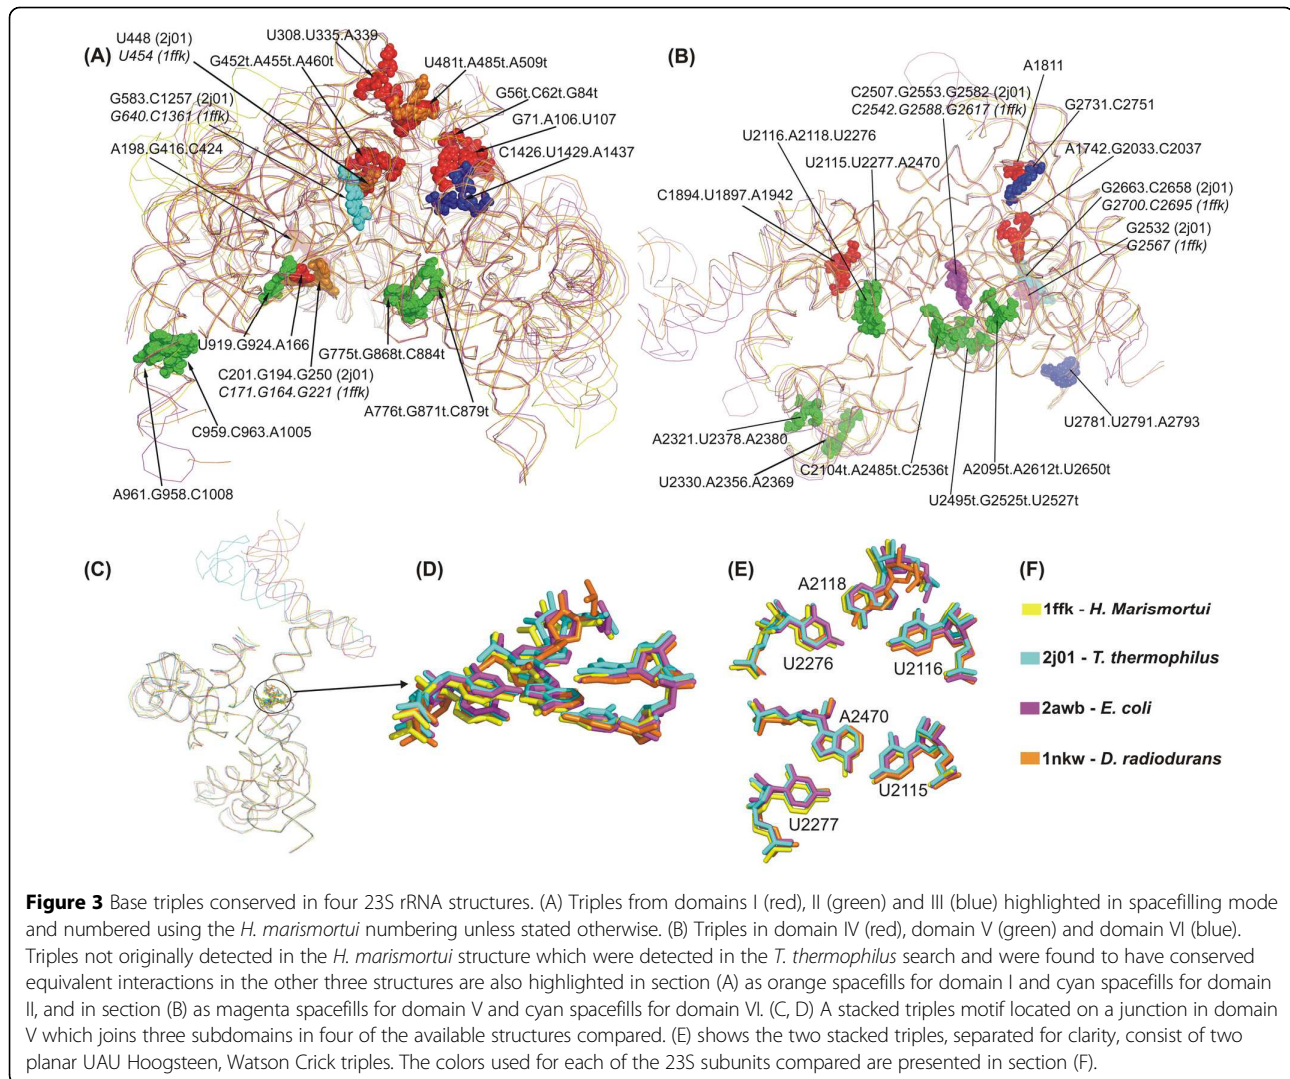 (A)
U448 (2j01)
U454 (1ffk)
U308.U335.A339
G452t.A455t.A460t
U481t.A485t.A509t
G583.C1257 (2j01)
G640.C1361 (1ffk)
G56t.C62t.G84t
G71.A106.U107
A198.G416.C424
C1426.U1429.A1437
U919.G924.A166
G775t.G868t.C884t
C201.G194.G250 (2j01)
C171.G164.G221 (1ffk)
A776t.G871t.C879t
C959.C963.A1005
A961.G958.C1008
(B)
A1811
C2507.G2553.G2582 (2j01)
C2542.G2588.G2617 (1ffk)
G2731.C2751
U2116.A2118.U2276
A1742.G2033.C2037
U2115.U2277.A2470
C1894.U1897.A1942
G2663.C2658 (2j01)
G2700.C2695 (1ffk)
G2532 (2j01)
G2567 (1ffk)
U2781.U2791.A2793
A2321.U2378.A2380
C2104t.A2485t.C2536t
A2095t.A2612t.U2650t
U2330.A2356.A2369
U2495t.G2525t.U2527t
(C)
(D)
(E)
A2118
U2276
U2116
A2470
U2115
U2277
(F)
1ffk - H. Marismortui
2j01 - T. thermophilus
2awb - E. coli
1nkw - D. radiodurans
Figure 3 Base triples conserved in four 23S rRNA structures. (A) Triples from domains I (red), II (green) and III (blue) highlighted in spacefilling mode
and numbered using the H. marismortui numbering unless stated otherwise. (B) Triples in domain IV (red), domain V (green) and domain VI (blue).
Triples not originally detected in the H. marismortui structure which were detected in the T. thermophilus search and were found to have conserved
equivalent interactions in the other three structures are also highlighted in section (A) as orange spacefills for domain I and cyan spacefills for domain
II, and in section (B) as magenta spacefills for domain V and cyan spacefills for domain VI. (C, D) A stacked triples motif located on a junction in domain
V which joins three subdomains in four of the available structures compared. (E) shows the two stacked triples, separated for clarity, consist of two
planar UAU Hoogsteen, Watson Crick triples. The colors used for each of the 23S subunits compared are presented in section (F).